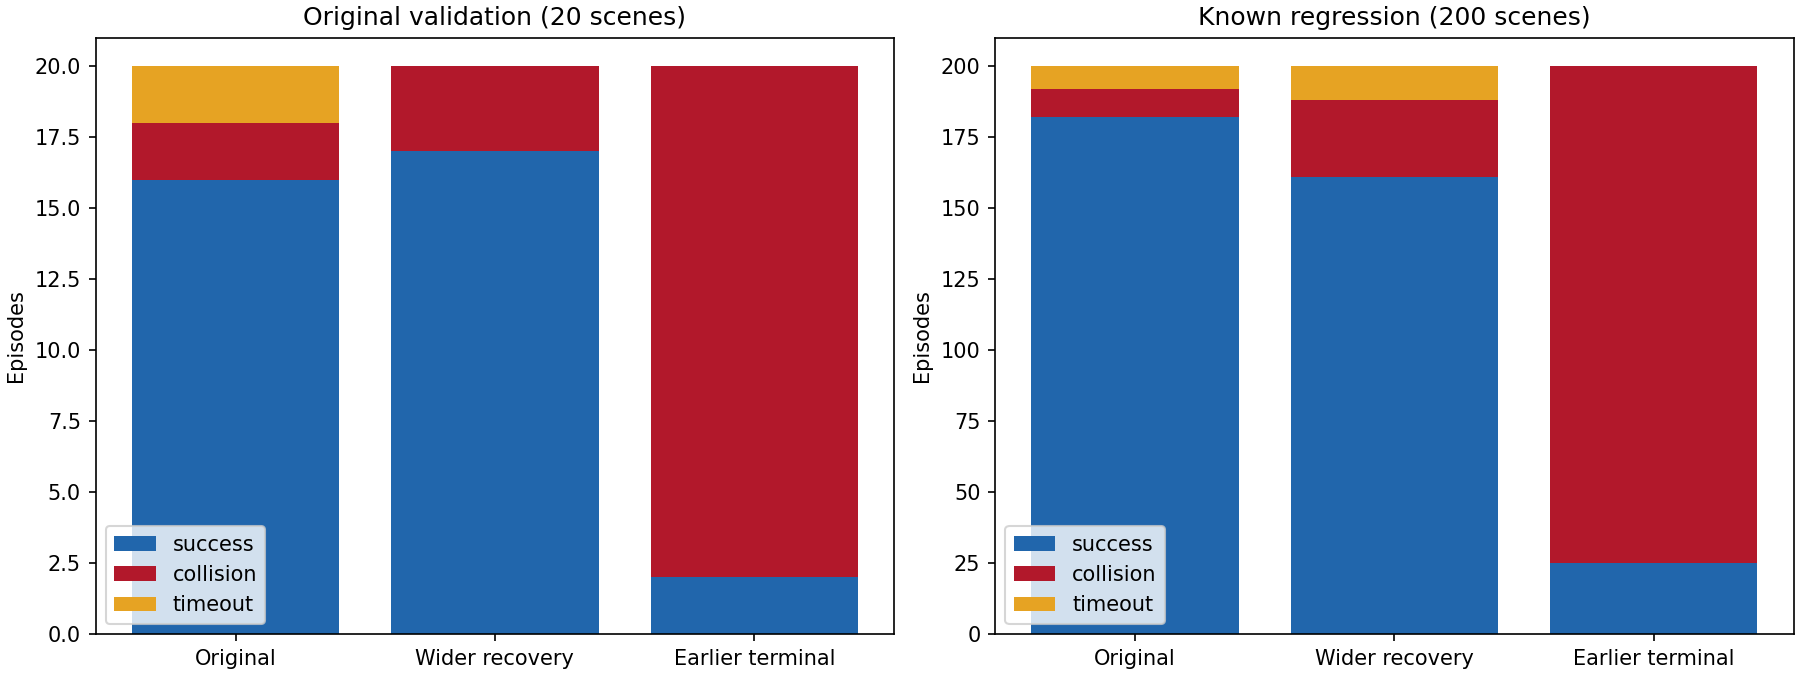 Original validation (20 scenes)
Episodes
20.0
17.5
15.0
12.5
10.0
7.5
5.0
2.5
0.0
success
collision
timeout
Original
Wider recovery
Earlier terminal
Known regression (200 scenes)
Episodes
200
175
150
125
100
75
50
25
0
success
collision
timeout
Original
Wider recovery
Earlier terminal